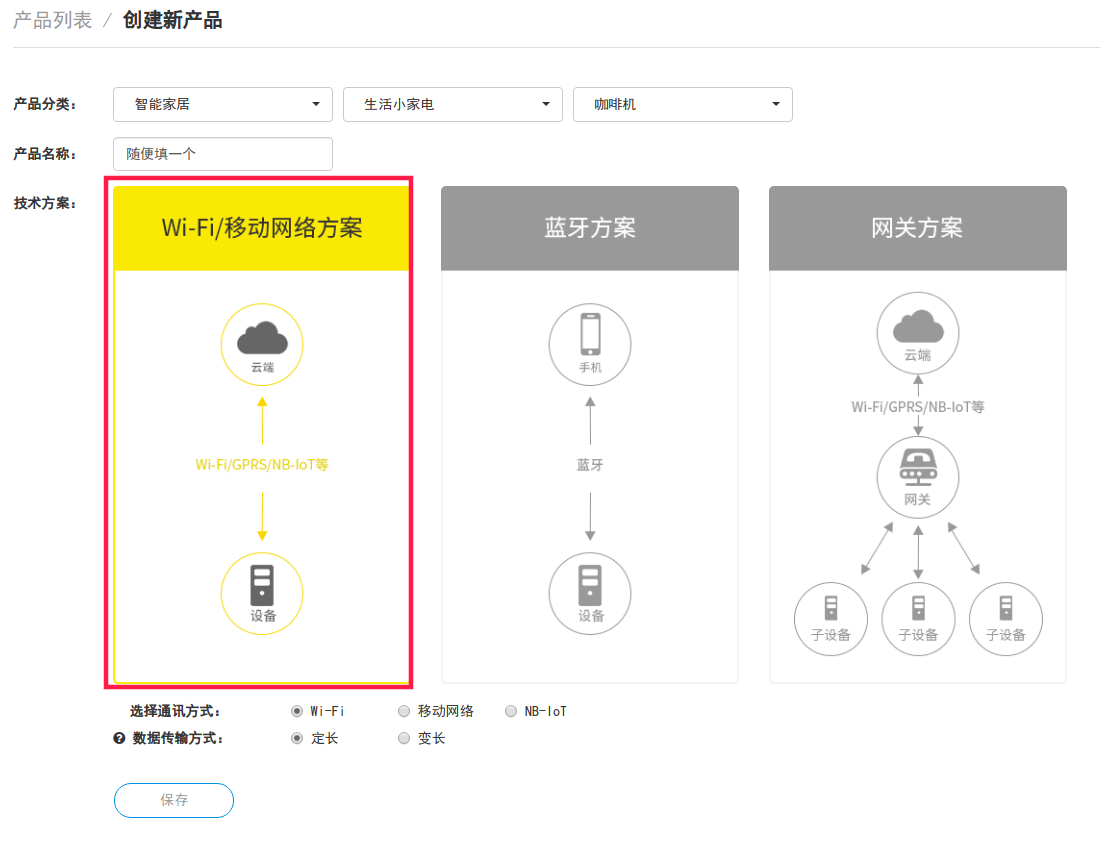 产品列表 / 创建新产品
产品分类： 智能家居 生活小家电 咖啡机
产品名称： 随便填一个
技术方案：
Wi-Fi/移动网络方案
云端
Wi-Fi/GPRS/NB-IoT等
设备
蓝牙方案
手机
蓝牙
设备
网关方案
云端
Wi-Fi/GPRS/NB-IoT等
网关
子设备 子设备 子设备
选择通讯方式： Wi-Fi 移动网络 NB-IoT
? 数据传输方式： 定长 变长
保存